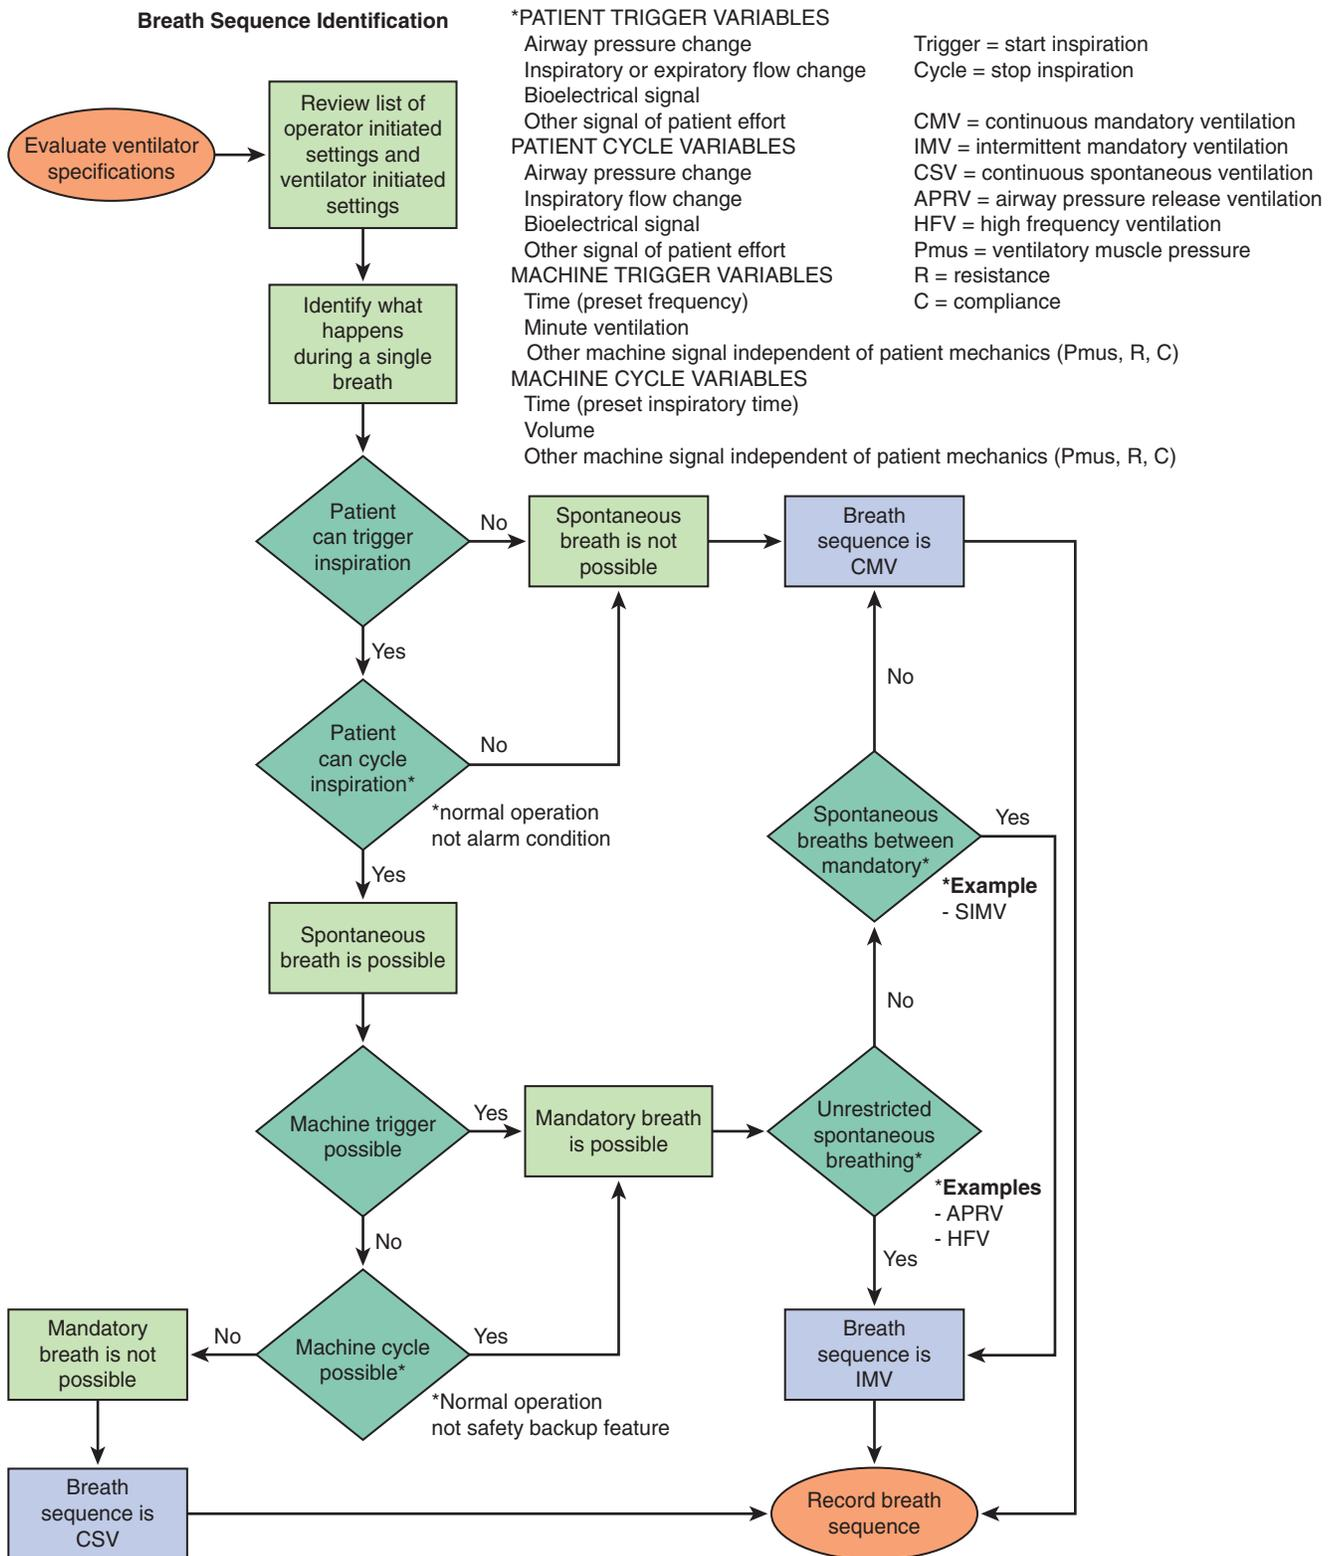 Breath Sequence Identification
*PATIENT TRIGGER VARIABLES
Airway pressure change
Inspiratory or expiratory flow change
Bioelectrical signal
Other signal of patient effort
PATIENT CYCLE VARIABLES
Airway pressure change
Inspiratory flow change
Bioelectrical signal
Other signal of patient effort
MACHINE TRIGGER VARIABLES
Time (preset frequency)
Minute ventilation
Other machine signal independent of patient mechanics (Pmus, R, C)
MACHINE CYCLE VARIABLES
Time (preset inspiratory time)
Volume
Other machine signal independent of patient mechanics (Pmus, R, C)
Trigger = start inspiration
Cycle = stop inspiration
CMV = continuous mandatory ventilation
IMV = intermittent mandatory ventilation
CSV = continuous spontaneous ventilation
APRV = airway pressure release ventilation
HFV = high frequency ventilation
Pmus = ventilatory muscle pressure
R = resistance
C = compliance
Evaluate ventilator
specifications
Review list of
operator initiated
settings and
ventilator initiated
settings
Identify what
happens
during a single
breath
Patient
can trigger
inspiration
No
Spontaneous
breath is not
possible
Breath
sequence is
CMV
Yes
Patient
can cycle
inspiration*
No
*normal operation
not alarm condition
Yes
No
Spontaneous
breaths between
mandatory*
Yes
*Example
- SIMV
Spontaneous
breath is possible
No
Machine trigger
possible
Yes
Mandatory breath
is possible
Unrestricted
spontaneous
breathing*
*Examples
- APRV
- HFV
No
Yes
Machine cycle
possible*
Yes
*Normal operation
not safety backup feature
No
Mandatory
breath is not
possible
Breath
sequence is
IMV
Breath
sequence is
CSV
Record breath
sequence